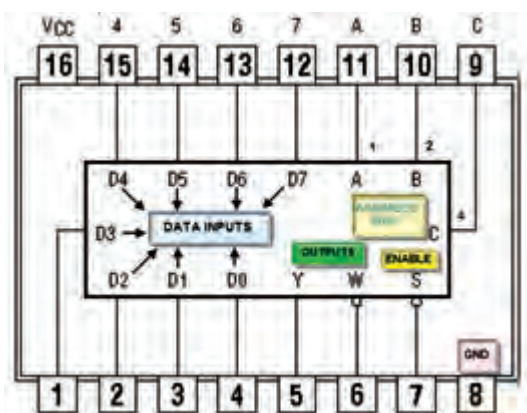 VCC 4 5 6 7 A B C
16 15 14 13 12 11 10 9
1 2
D4 D5 D6 D7 A B
D3 DATA INPUTS C 4
OUTPUTS ENABLE
D2 D1 D0 Y W S
GND
1 2 3 4 5 6 7 8